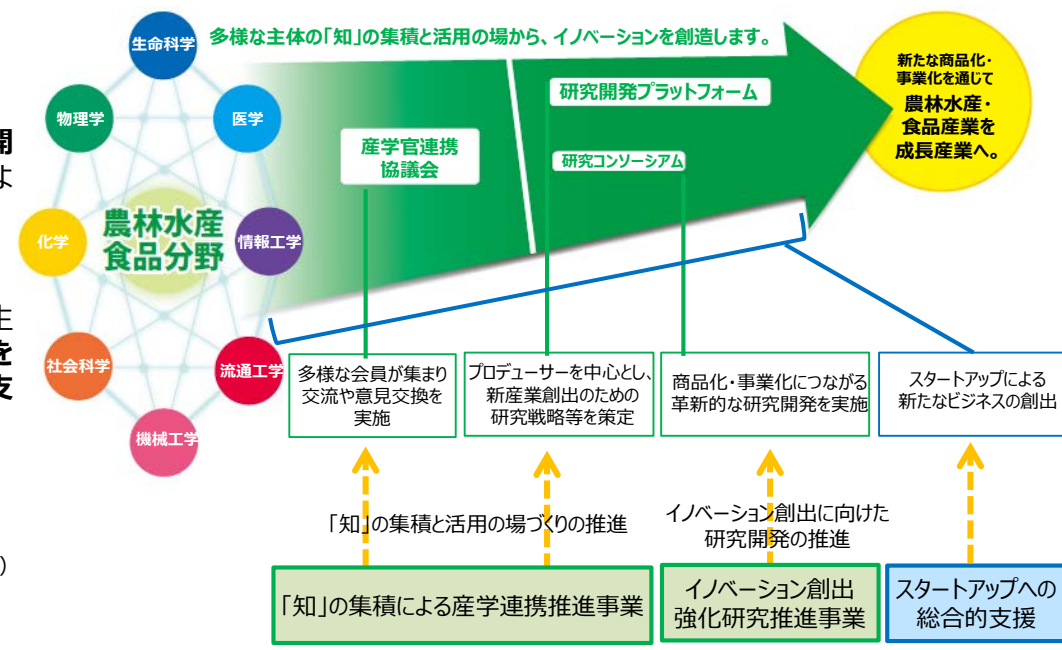 多様な主体の「知」の集積と活用の場から、イノベーションを創造します。
生命科学
物理学
医学
化学
農林水産
食品分野
情報工学
社会科学
流通工学
機械工学
開
よ
生
を
支
)
産学官連携
協議会
研究開発プラットフォーム
研究コンソーシアム
新たな商品化・
事業化を通じて
農林水産・
食品産業を
成長産業へ。
多様な会員が集まり
交流や意見交換を
実施
プロデューサーを中心とし、
新産業創出のための
研究戦略等を策定
商品化・事業化につながる
革新的な研究開発を実施
スタートアップによる
新たなビジネスの創出
「知」の集積と活用の場づくりの推進
イノベーション創出に向けた
研究開発の推進
「知」の集積による産学連携推進事業
イノベーション創出
強化研究推進事業
スタートアップへの
総合的支援